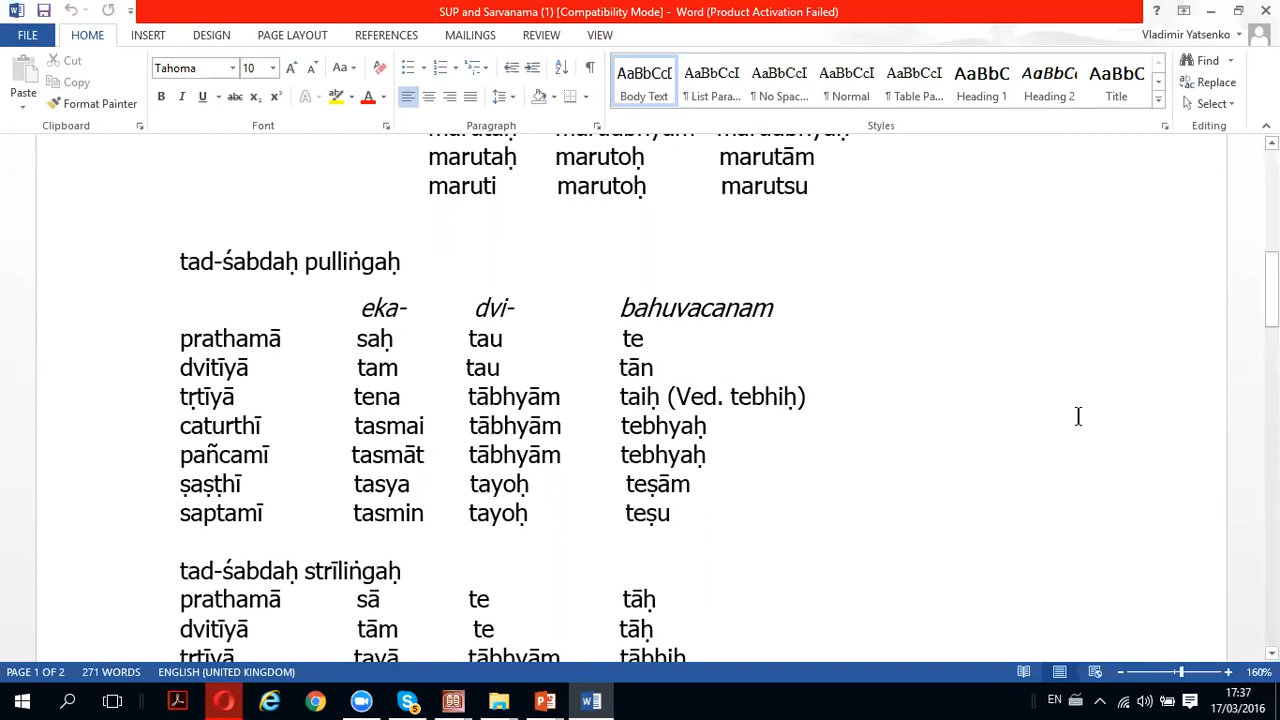 SUP and Sarvanama (1) [Compatibility Mode] - Word (Product Activation Failed)
FILE HOME INSERT DESIGN PAGE LAYOUT REFERENCES MAILINGS REVIEW VIEW Vladimir Yatsenko
Cut
Copy
Format Painter
Paste
Tahoma 10
AaBbCcI AaBbCcI AaBbCcI AaBbCcI AaBbCcI AaBbC AaBbCc AaBbC
Body Text ¶ List Para... ¶ No Spac... ¶ Normal ¶ Table Pa... Heading 1 Heading 2 Title
Find
Replace
Select
Clipboard Font Paragraph Styles Editing
marutaḥ marutoḥ marutām
maruti marutoḥ marutsu
tad-śabdaḥ pulliṅgaḥ
eka- dvi- bahuvacanam
prathamā saḥ tau te
dvitīyā tam tau tān
tṛtīyā tena tābhyām taiḥ (Ved. tebhiḥ)
caturthī tasmai tābhyām tebhyaḥ
pañcamī tasmāt tābhyām tebhyaḥ
ṣaṣṭhī tasya tayoḥ teṣām
saptamī tasmin tayoḥ teṣu
tad-śabdaḥ strīliṅgaḥ
prathamā sā te tāḥ
dvitīyā tām te tāḥ
tṛtīyā tayā tābhyām tābhiḥ
PAGE 1 OF 2 271 WORDS ENGLISH (UNITED KINGDOM) 160%
EN 17:37
17/03/2016